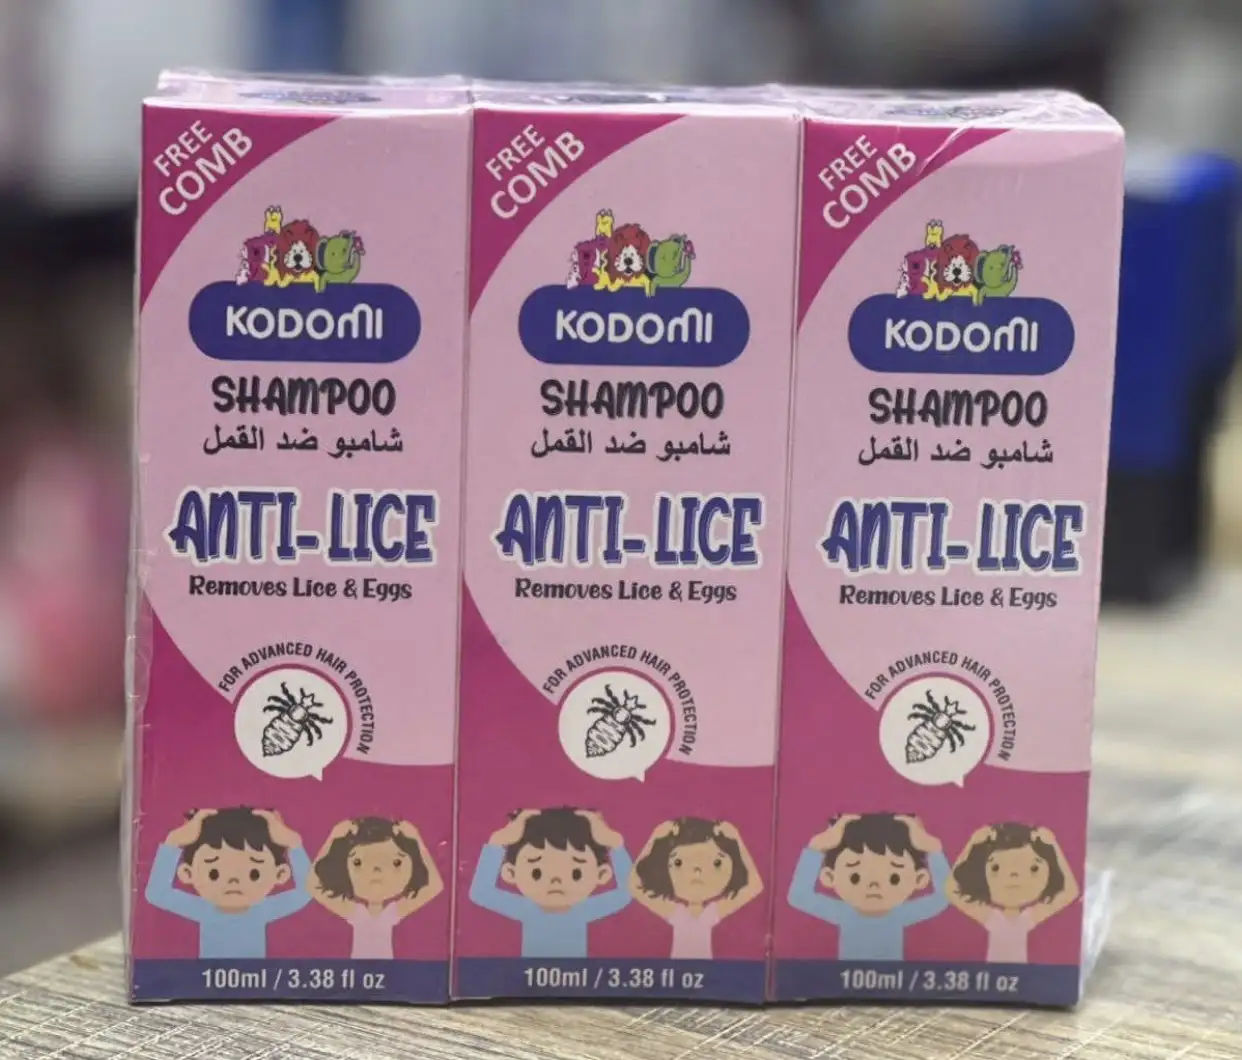 FREE
COMB
KODOMI
SHAMPOO
شامبو ضد القمل
ANTI-LICE
Removes Lice & Eggs
FOR ADVANCED HAIR PROTECTION
100ml / 3.38 fl oz
FREE
COMB
KODOMI
SHAMPOO
شامبو ضد القمل
ANTI-LICE
Removes Lice & Eggs
FOR ADVANCED HAIR PROTECTION
100ml / 3.38 fl oz
FREE
COMB
KODOMI
SHAMPOO
شامبو ضد القمل
ANTI-LICE
Removes Lice & Eggs
FOR ADVANCED HAIR PROTECTION
100ml / 3.38 fl oz